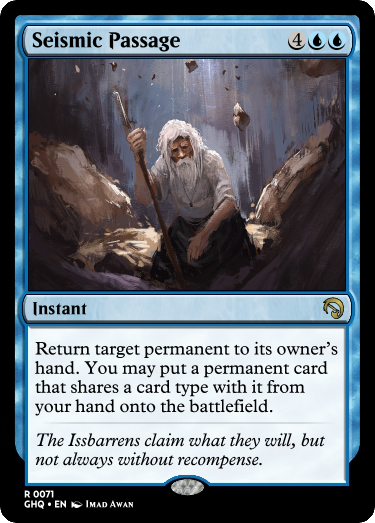 Seismic Passage 4
Instant
Return target permanent to its owner's
hand. You may put a permanent card
that shares a card type with it from
your hand onto the battlefield.
The Issbarrens claim what they will, but
not always without recompense.
R 0071
GHQ • EN Imad Awan